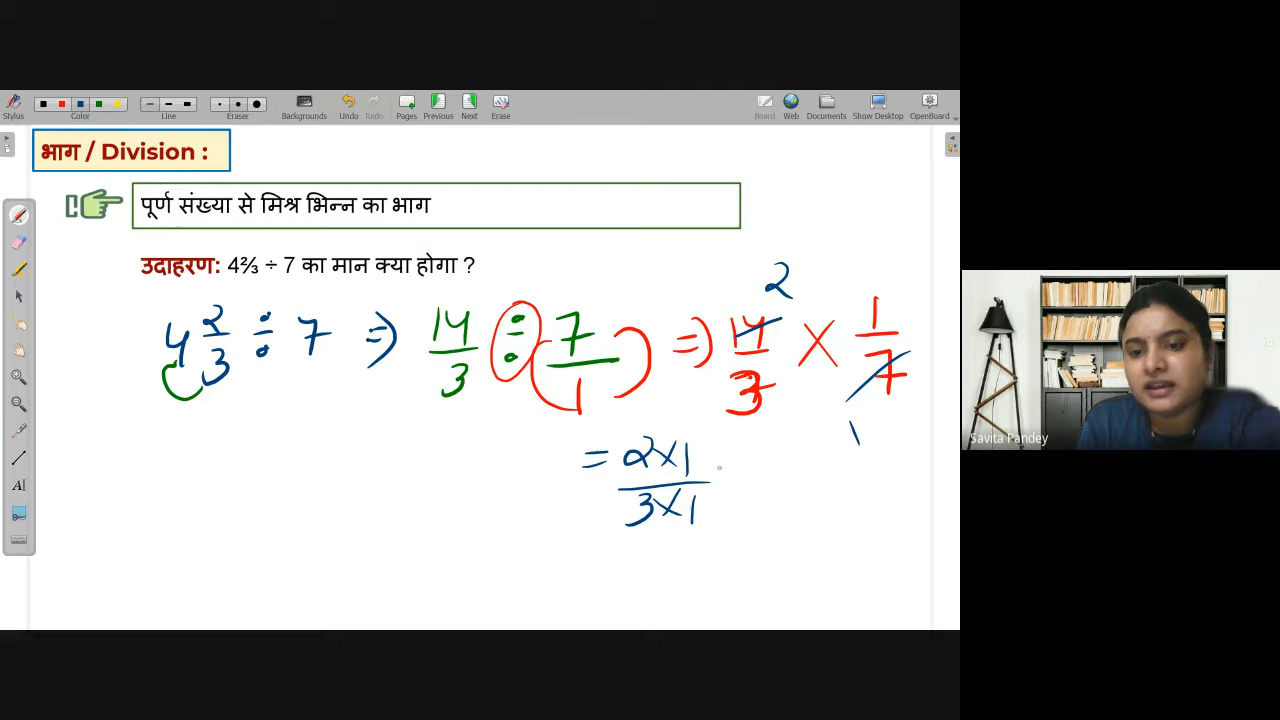 Stylus Color Line Eraser Backgrounds Undo Redo Pages Previous Next Erase Board Web Documents Show Desktop OpenBoard
भाग / Division :
पूर्ण संख्या से मिश्र भिन्न का भाग
उदाहरण: 4⅔ ÷ 7 का मान क्या होगा ?
4 2/3 ÷ 7 ⇒ 14/3 ÷ 7/1 ⇒ 14/3 × 1/7
2
1
= 2×1
3×1
Savita Pandey